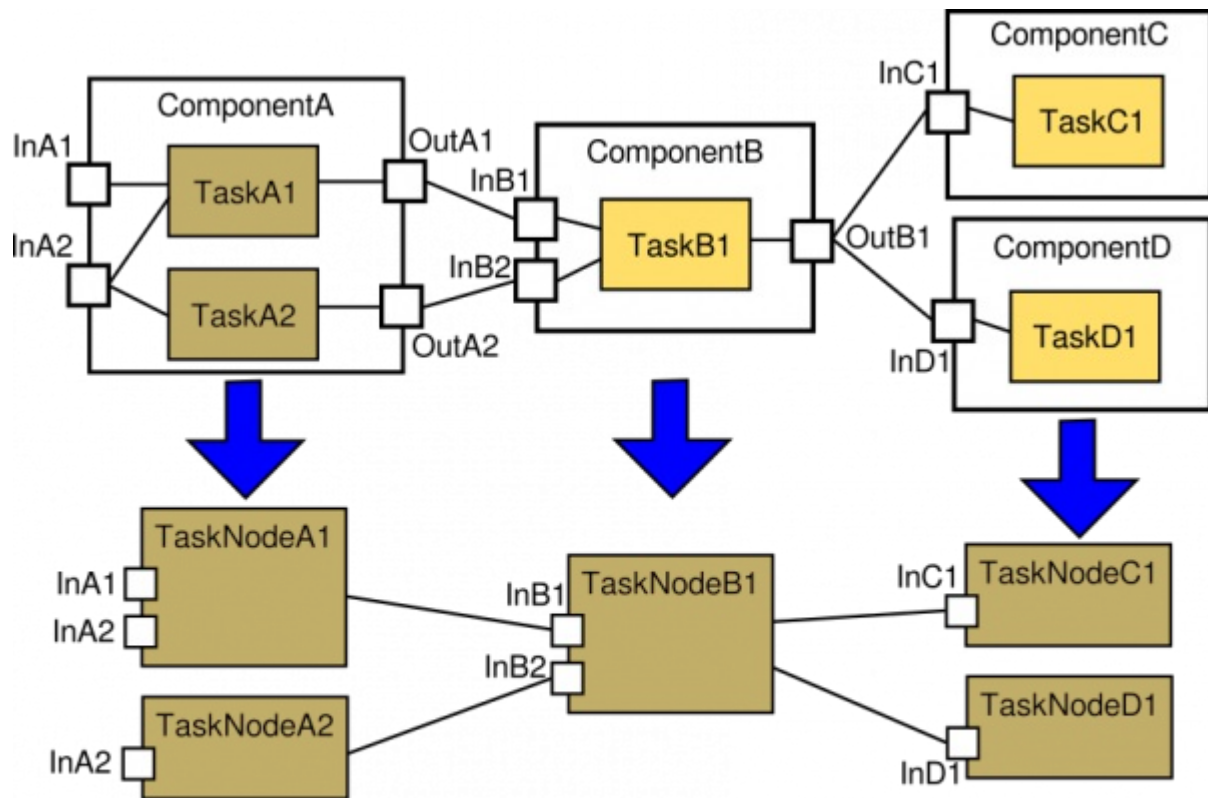 ComponentA
InA1
TaskA1
OutA1
InA2
TaskA2
OutA2
ComponentB
InB1
TaskB1
OutB1
InB2
ComponentC
InC1
TaskC1
ComponentD
TaskD1
InD1
TaskNodeA1
InA1
InA2
TaskNodeA2
InA2
TaskNodeB1
InB1
InB2
TaskNodeC1
InC1
TaskNodeD1
InD1